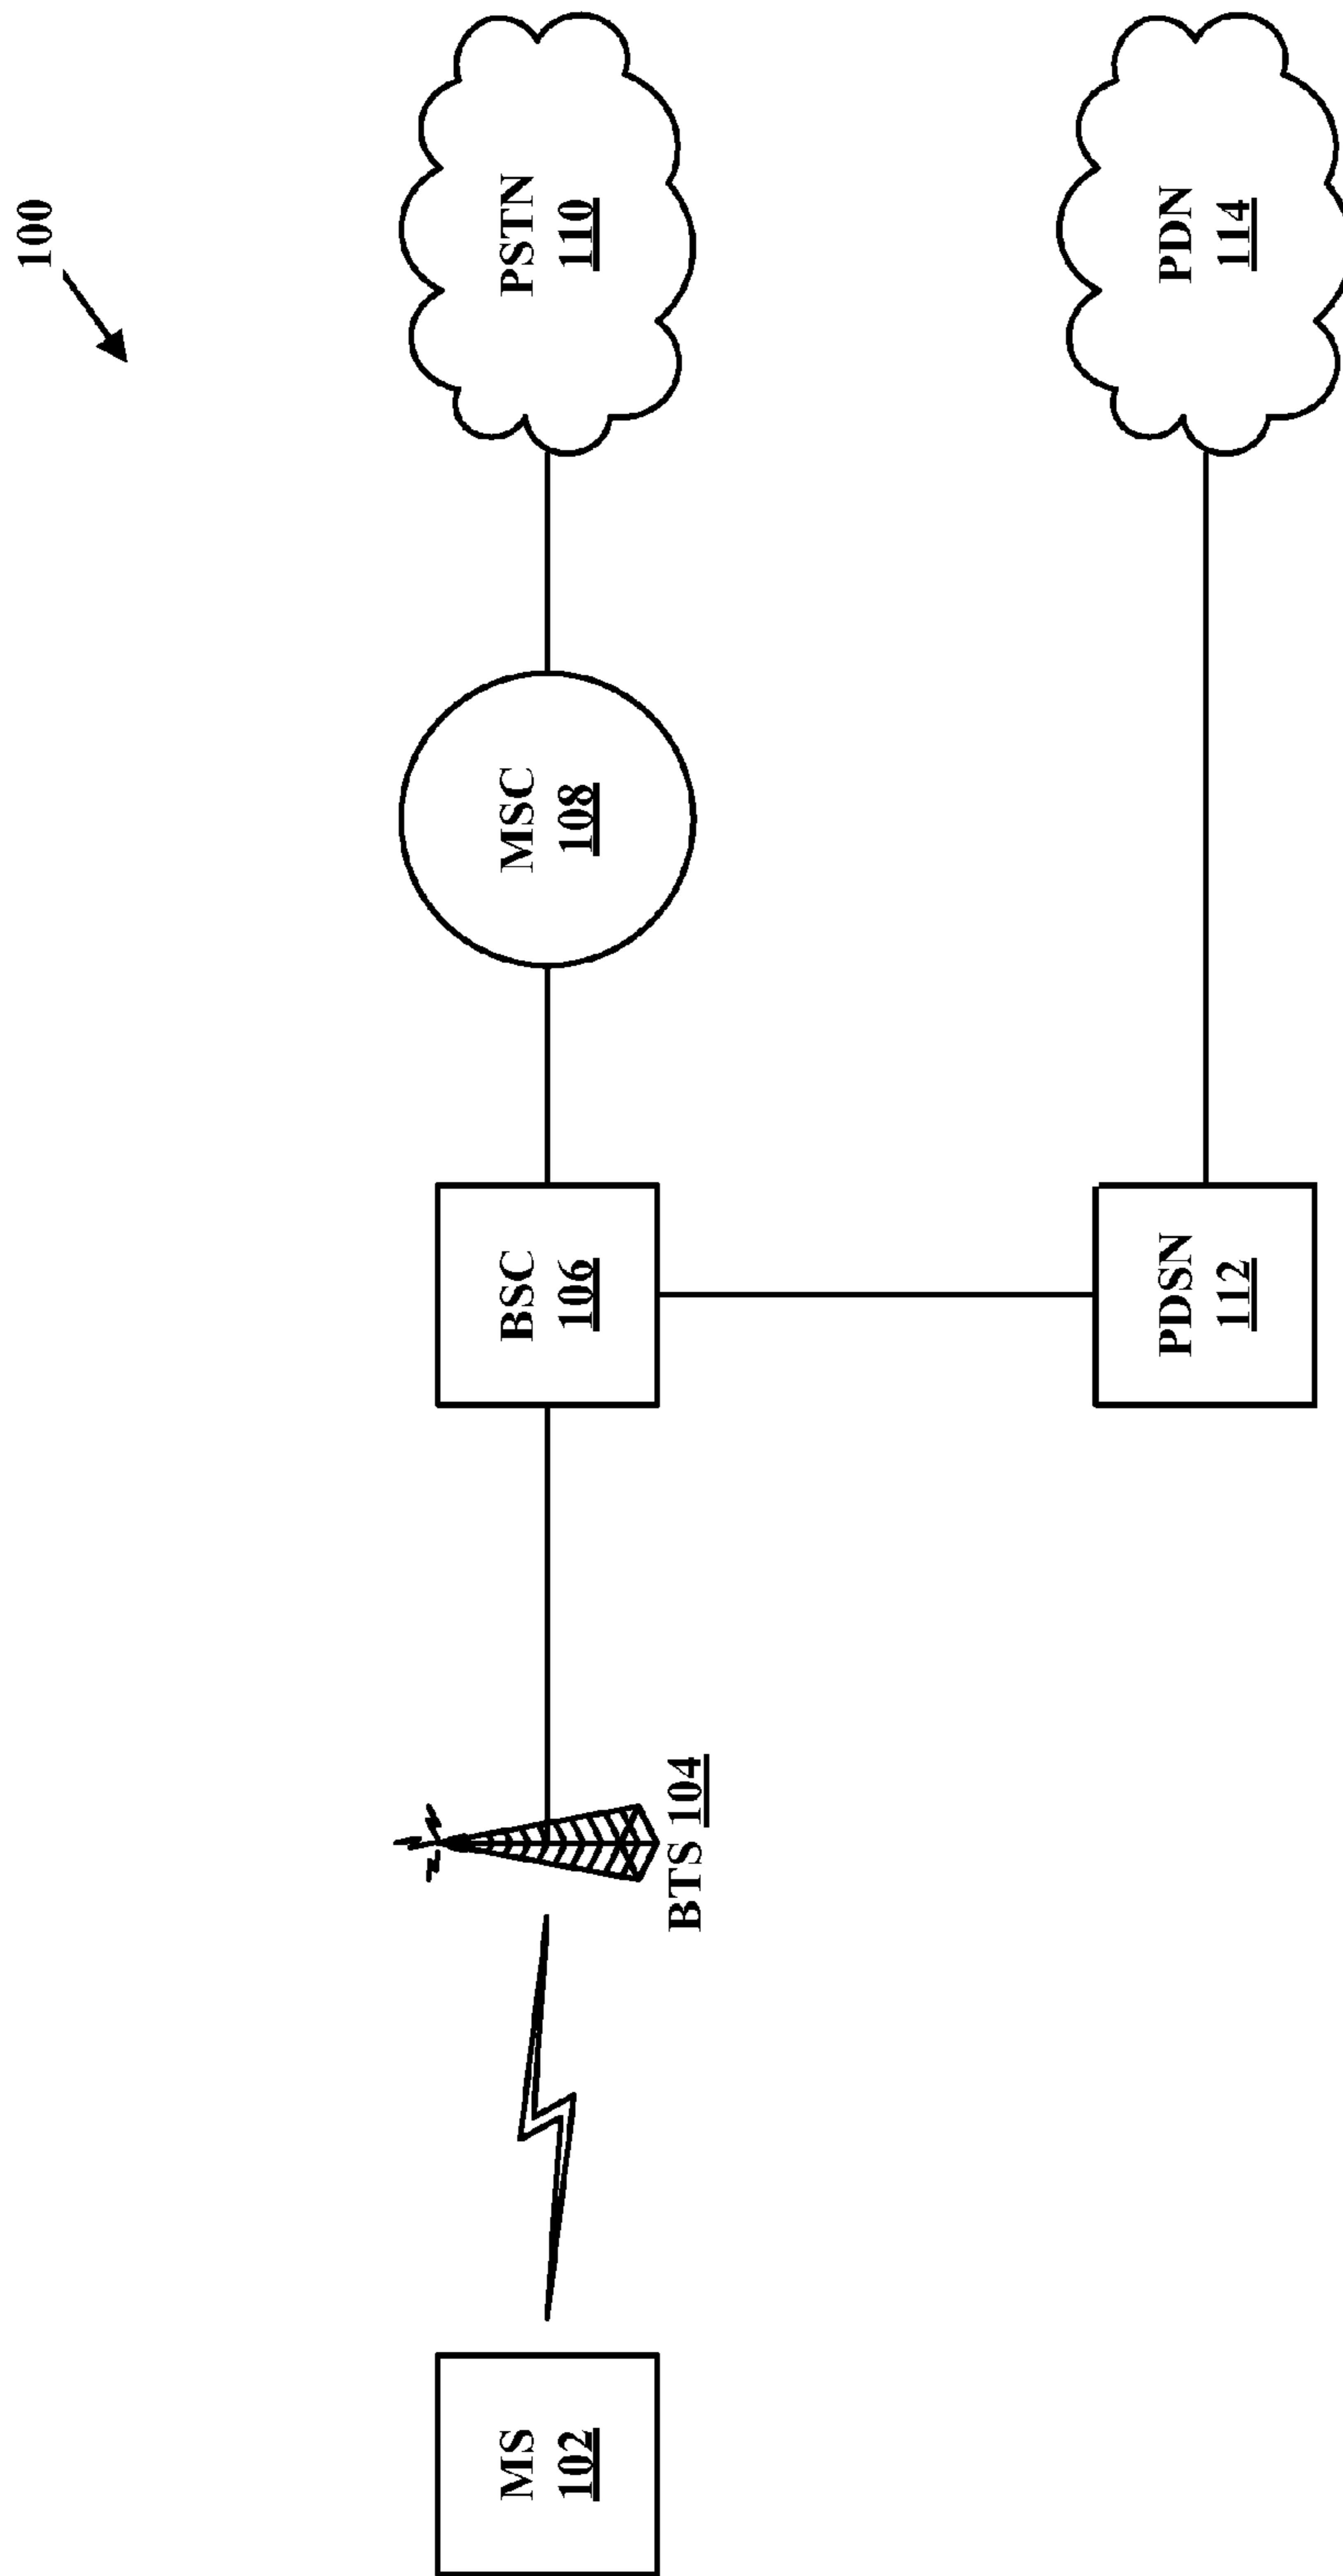 100
MS
102
BTS 104
BSC
106
MSC
108
PSTN
110
PDSN
112
PDN
114